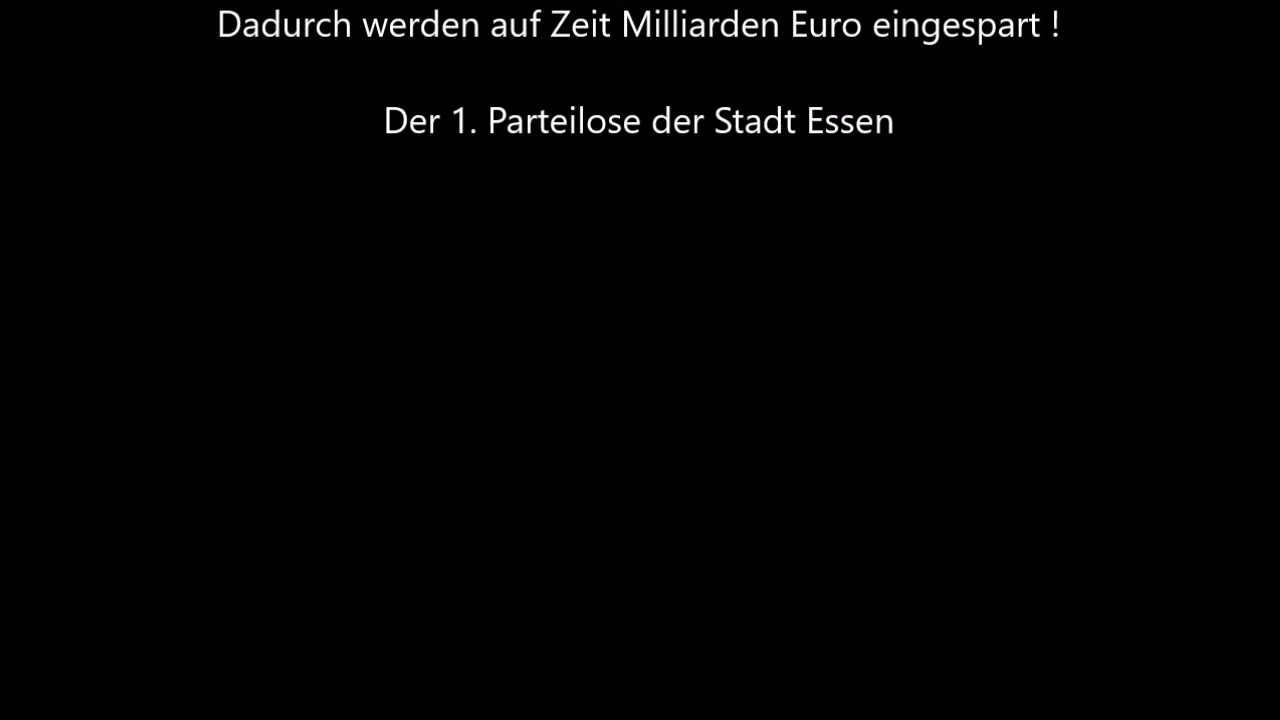 Dadurch werden auf Zeit Milliarden Euro eingespart !
Der 1. Parteilose der Stadt Essen